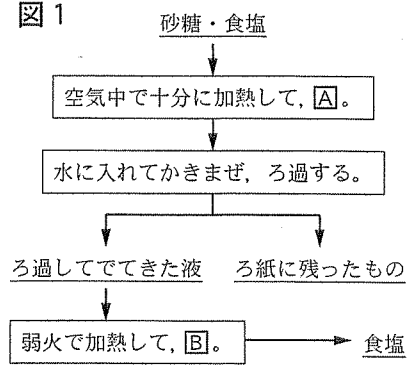 図1
砂糖・食塩
空気中で十分に加熱して，A。
水に入れてかきまぜ，ろ過する。
ろ過してでてきた液　ろ紙に残ったもの
弱火で加熱して，B。　食塩